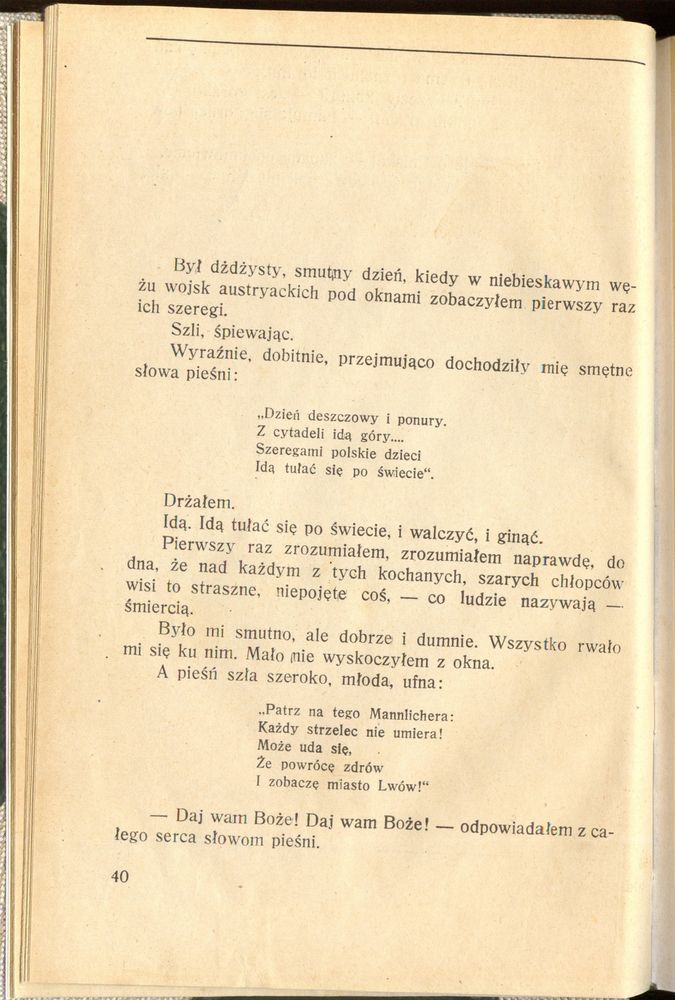 Był dżdżysty, smutny dzień, kiedy w niebieskawym wę-
żu wojsk austryackich pod oknami zobaczyłem pierwszy raz
ich szeregi.
Szli, śpiewając.
Wyraźnie, dobitnie, przejmująco dochodziły mię smętne
słowa pieśni:
„Dzień deszczowy i ponury.
Z cytadeli idą góry....
Szeregami polskie dzieci
Idą tułać się po świecie“.
Drżałem.
Idą. Idą tułać się po świecie, i walczyć, i ginąć.
Pierwszy raz zrozumiałem, zrozumiałem naprawdę, do
dna, że nad każdym z tych kochanych, szarych chłopców
wisi to straszne, niepojęte coś, — co ludzie nazywają —
śmiercią.
Było mi smutno, ale dobrze i dumnie. Wszystko rwało
mi się ku nim. Mało nie wyskoczyłem z okna.
A pieśń szła szeroko, młoda, ufna:
„Patrz na tego Mannlichera:
Każdy strzelec nie umiera!
Może uda się,
Że powrócę zdrów
I zobaczę miasto Lwów!“
— Daj wam Boże! Daj wam Boże! — odpowiadałem z ca-
łego serca słowom pieśni.
40